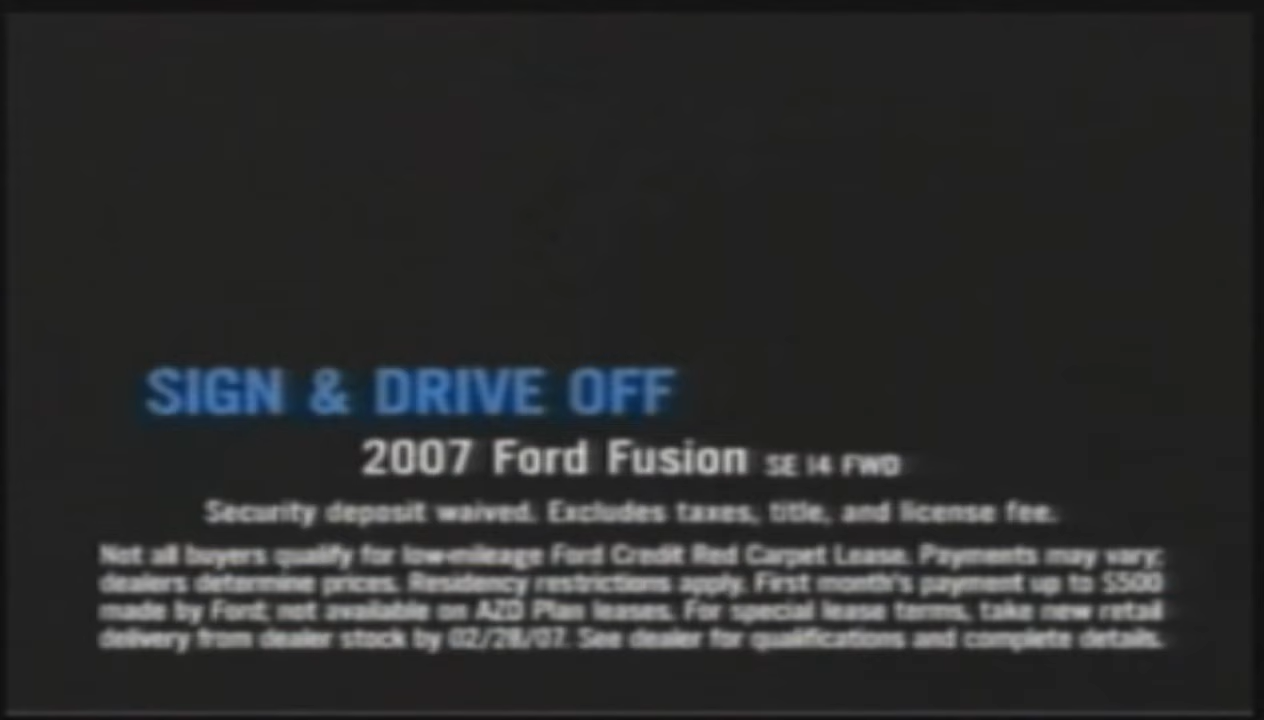 SIGN & DRIVE OFF
2007 Ford Fusion SE I4 FWD
Security deposit waived. Excludes taxes, title, and license fee.
Not all buyers qualify for low-mileage Ford Credit Red Carpet Lease. Payments may vary;
dealers determine prices. Residency restrictions apply. First month's payment up to $500
made by Ford; not available on AZD Plan leases. For special lease terms, take new retail
delivery from dealer stock by 02/28/07. See dealer for qualifications and complete details.